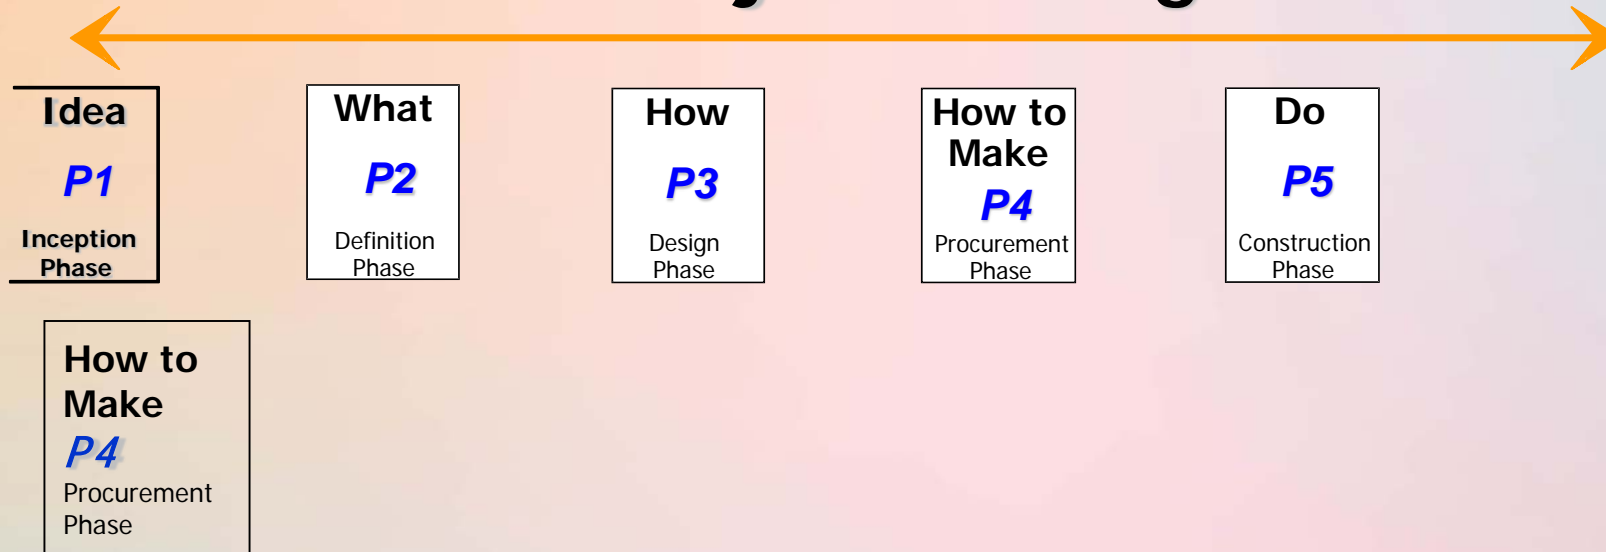 Idea
P1
Inception
Phase
What
P2
Definition
Phase
How
P3
Design
Phase
How to
Make
P4
Procurement
Phase
Do
P5
Construction
Phase
How to
Make
P4
Procurement
Phase